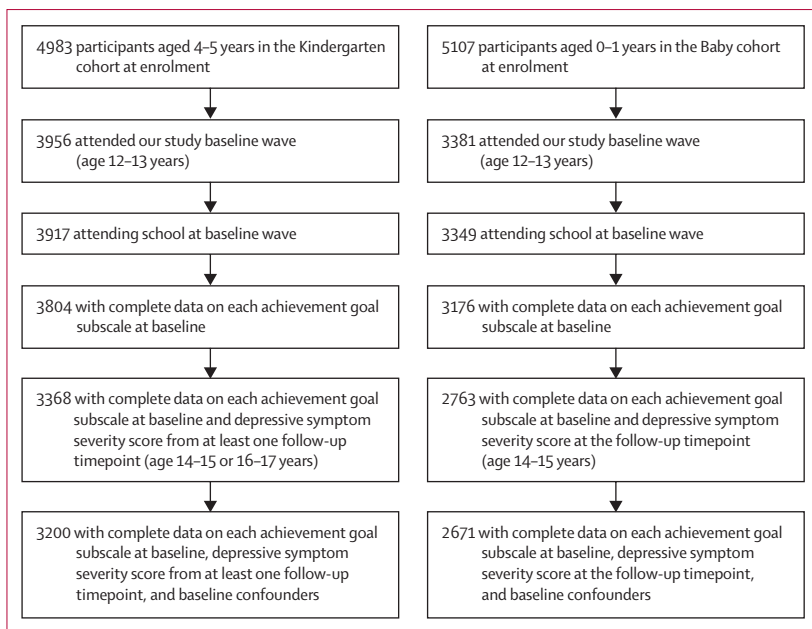 4983 participants aged 4–5 years in the Kindergarten
cohort at enrolment
3956 attended our study baseline wave
(age 12–13 years)
3917 attending school at baseline wave
3804 with complete data on each achievement goal
subscale at baseline
3368 with complete data on each achievement goal
subscale at baseline and depressive symptom
severity score from at least one follow-up
timepoint (age 14–15 or 16–17 years)
3200 with complete data on each achievement goal
subscale at baseline, depressive symptom
severity score from at least one follow-up
timepoint, and baseline confounders
5107 participants aged 0–1 years in the Baby cohort
at enrolment
3381 attended our study baseline wave
(age 12–13 years)
3349 attending school at baseline wave
3176 with complete data on each achievement goal
subscale at baseline
2763 with complete data on each achievement goal
subscale at baseline and depressive symptom
severity score at the follow-up timepoint
(age 14–15 years)
2671 with complete data on each achievement goal
subscale at baseline, depressive symptom
severity score at the follow-up timepoint,
and baseline confounders